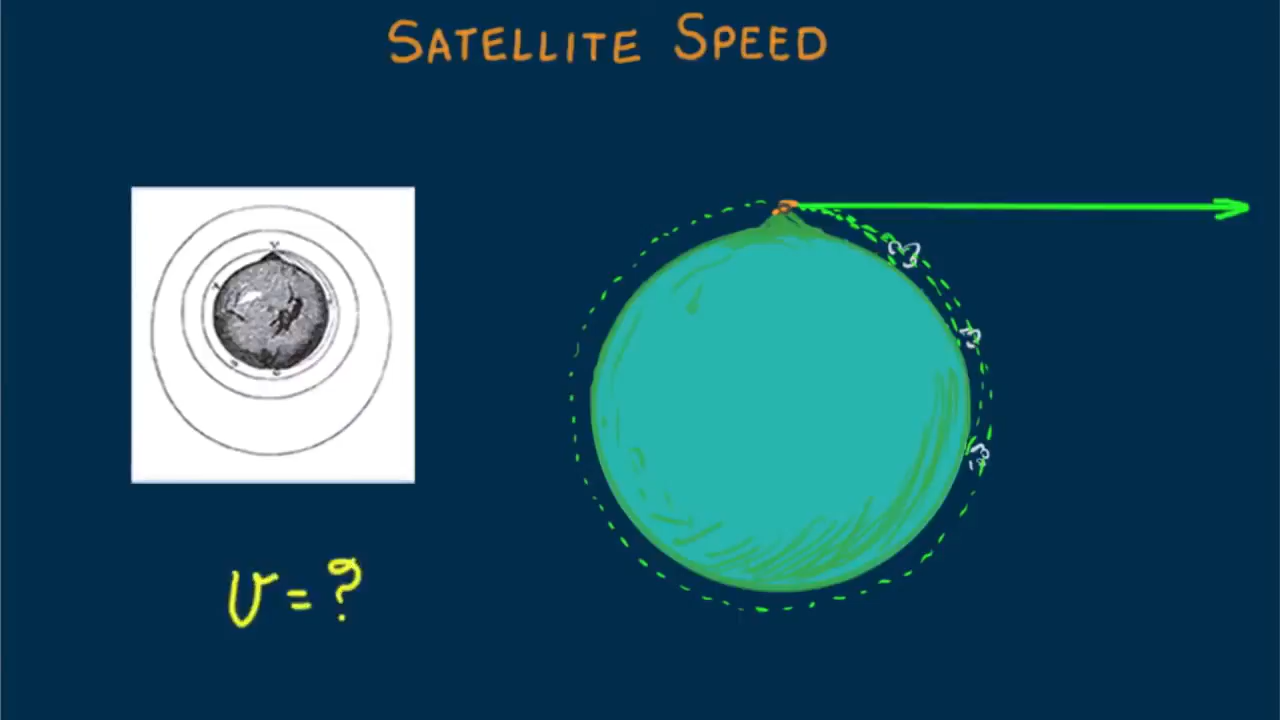 SATELLITE SPEED
V
v = ?